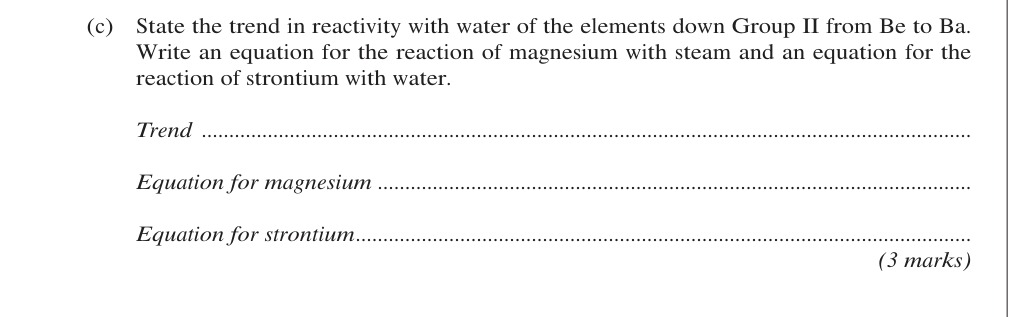 (c) State the trend in reactivity with water of the elements down Group II from Be to Ba.
Write an equation for the reaction of magnesium with steam and an equation for the
reaction of strontium with water.
Trend ..........................................................................................................................................
Equation for magnesium ..........................................................................................................
Equation for strontium..............................................................................................................
(3 marks)